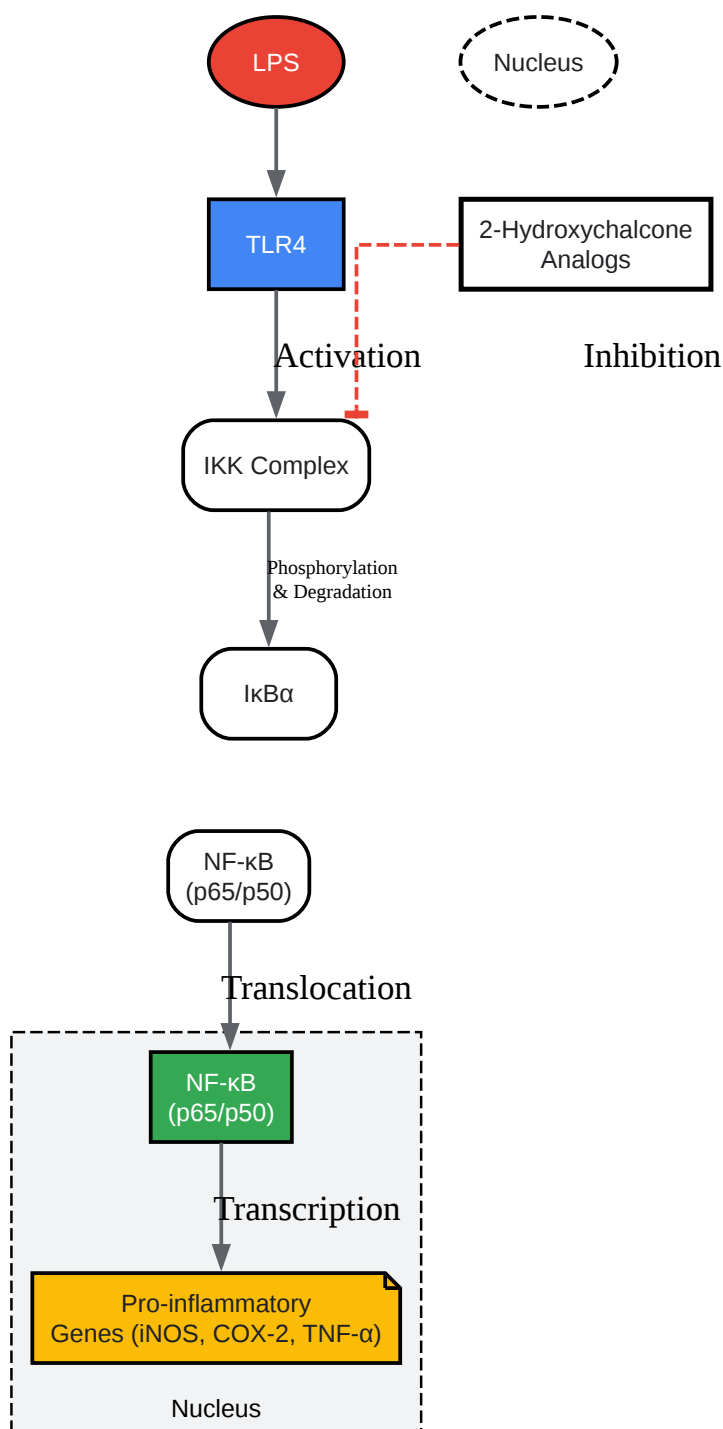 LPS
Nucleus
TLR4
2-Hydroxychalcone
Analogs
Activation
Inhibition
IKK Complex
Phosphorylation
& Degradation
IκBα
NF-κB
(p65/p50)
Translocation
NF-κB
(p65/p50)
Transcription
Pro-inflammatory
Genes (iNOS, COX-2, TNF-α)
Nucleus